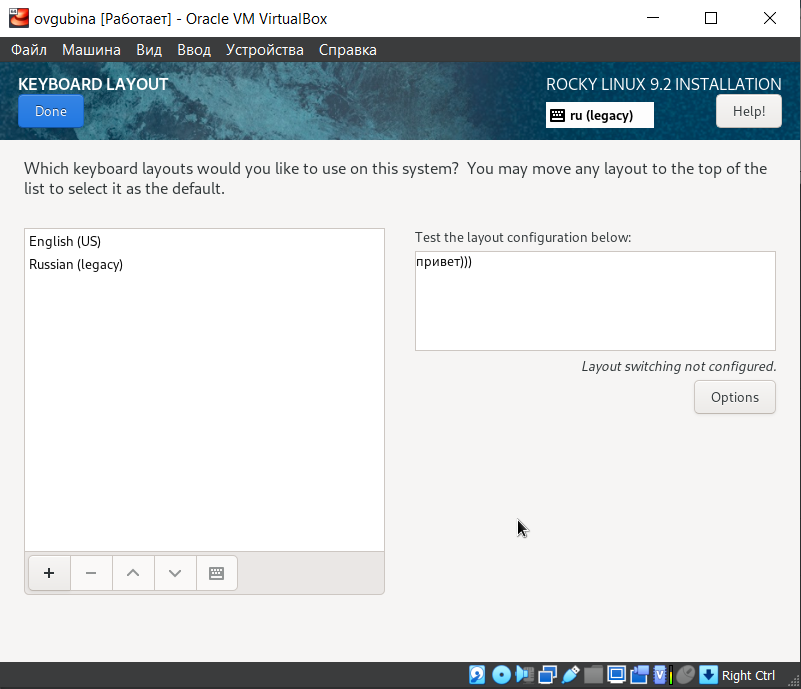 ovgubina [Работает] - Oracle VM VirtualBox
Файл Машина Вид Ввод Устройства Справка
KEYBOARD LAYOUT
ROCKY LINUX 9.2 INSTALLATION
Done
ru (legacy)
Help!
Which keyboard layouts would you like to use on this system? You may move any layout to the top of the
list to select it as the default.
English (US)
Russian (legacy)
Test the layout configuration below:
привет)))
Layout switching not configured.
Options
Right Ctrl